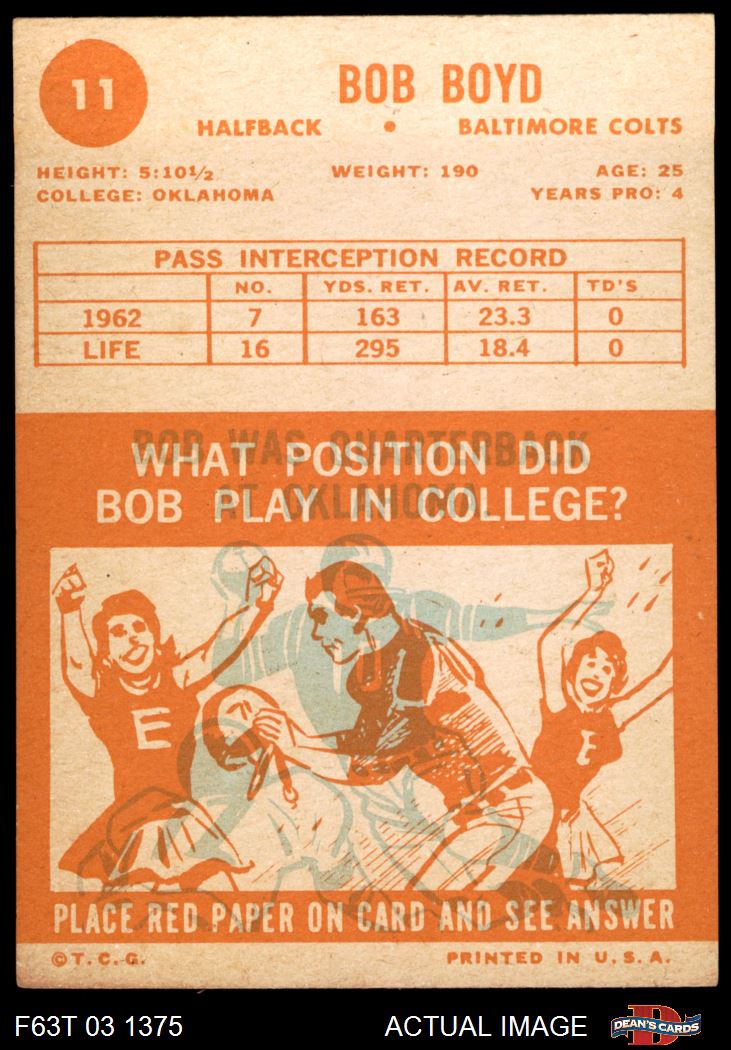 11
BOB BOYD
HALFBACK • BALTIMORE COLTS
HEIGHT: 5:10½ WEIGHT: 190 AGE: 25
COLLEGE: OKLAHOMA YEARS PRO: 4
PASS INTERCEPTION RECORD
NO. YDS. RET. AV. RET. TD'S
1962 7 163 23.3 0
LIFE 16 295 18.4 0
BOB WAS QUARTERBACK
AT OKLAHOMA.
WHAT POSITION DID
BOB PLAY IN COLLEGE?
E
E
PLACE RED PAPER ON CARD AND SEE ANSWER
©T.C.G. PRINTED IN U.S.A.
F63T 03 1375 ACTUAL IMAGE D DEAN'S CARDS